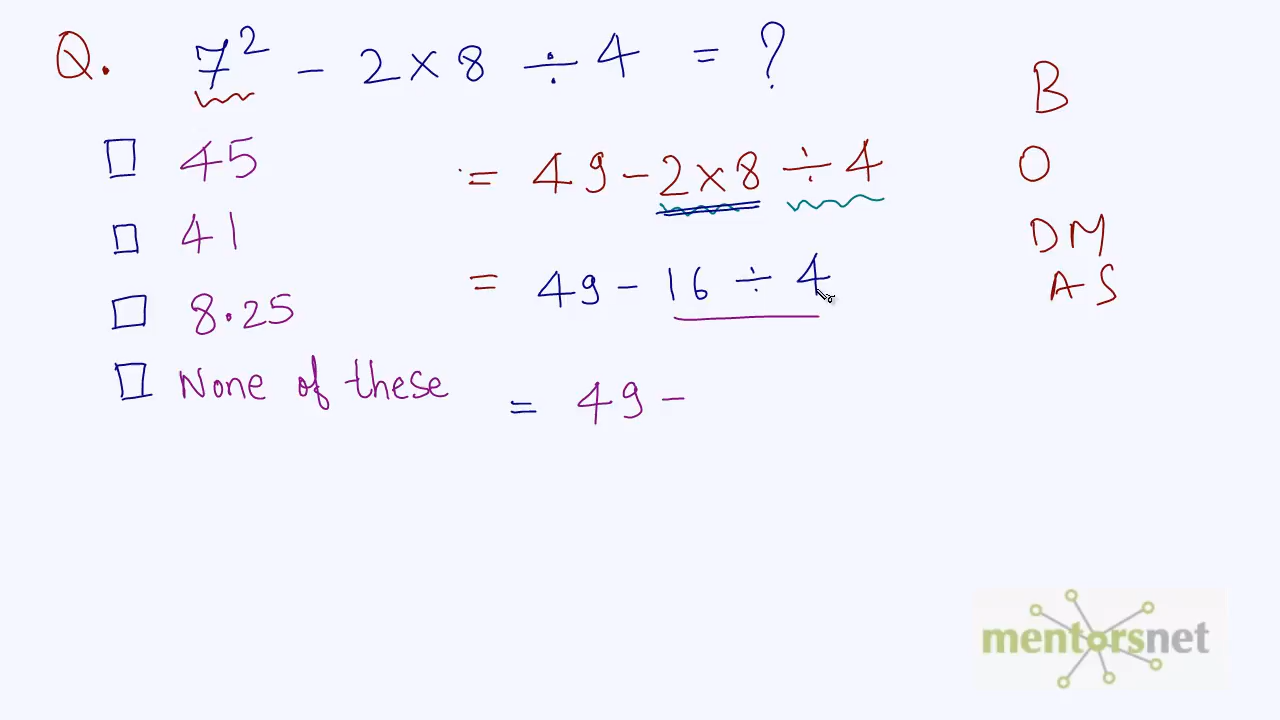 Q. 7² - 2 × 8 ÷ 4 = ?
45
41
8.25
None of these
= 49 - 2 × 8 ÷ 4
= 49 - 16 ÷ 4
= 49 -
B
O
DM
AS
mentorsnet